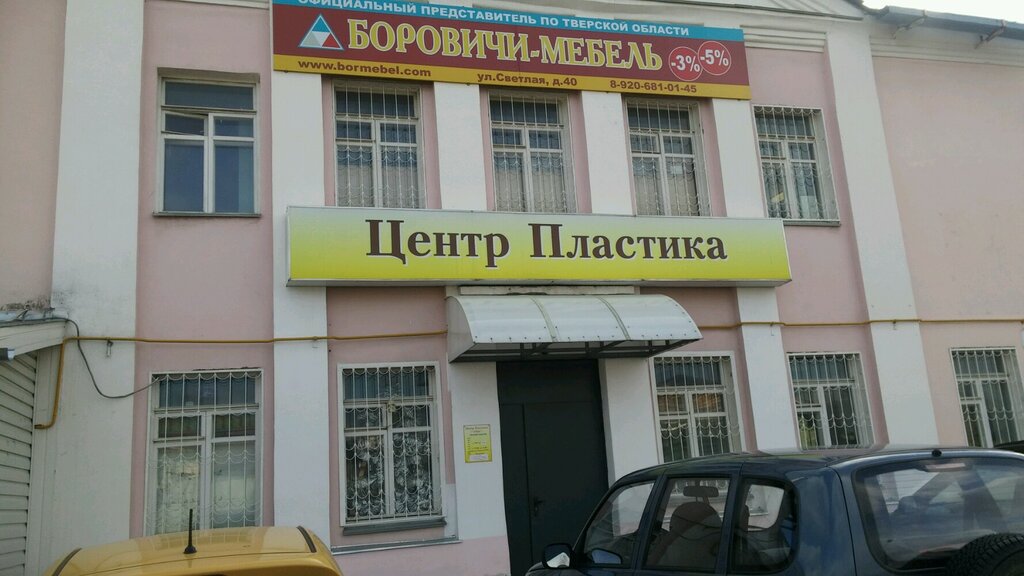 ОФИЦИАЛЬНЫЙ ПРЕДСТАВИТЕЛЬ ПО ТВЕРСКОЙ ОБЛАСТИ
БОРОВИЧИ-МЕБЕЛЬ -3% -5%
www.bormebel.com ул.Светлая, д.40 8-920-681-01-45
Центр Пластика